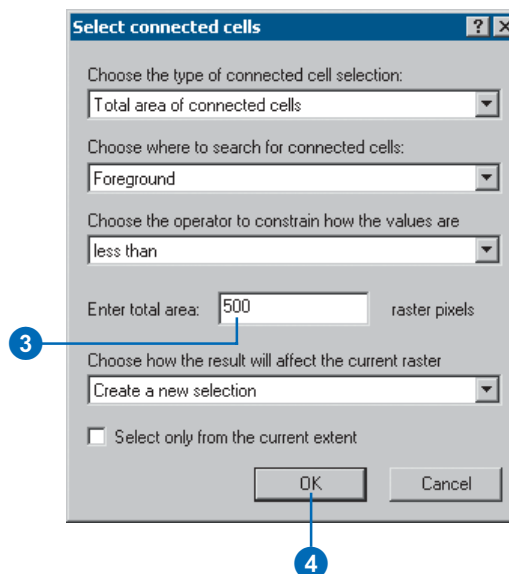 Select connected cells
Choose the type of connected cell selection:
Total area of connected cells
Choose where to search for connected cells:
Foreground
Choose the operator to constrain how the values are
less than
Enter total area: 500 raster pixels
3
Choose how the result will affect the current raster
Create a new selection
Select only from the current extent
OK Cancel
4